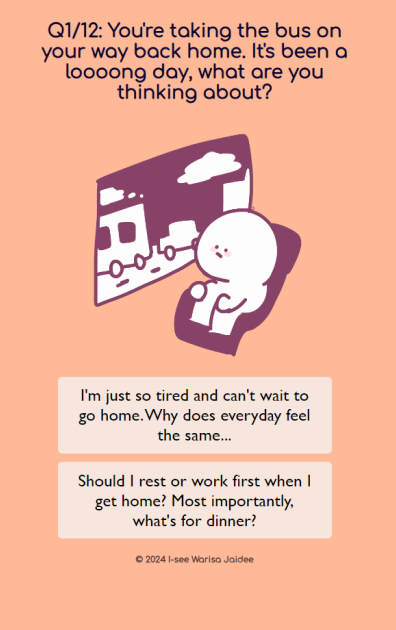 Q1/12: You're taking the bus on
your way back home. It's been a
loooong day, what are you
thinking about?
I'm just so tired and can't wait to
go home.Why does everyday feel
the same...
Should I rest or work first when I
get home? Most importantly,
what's for dinner?
© 2024 I-see Warisa Jaidee